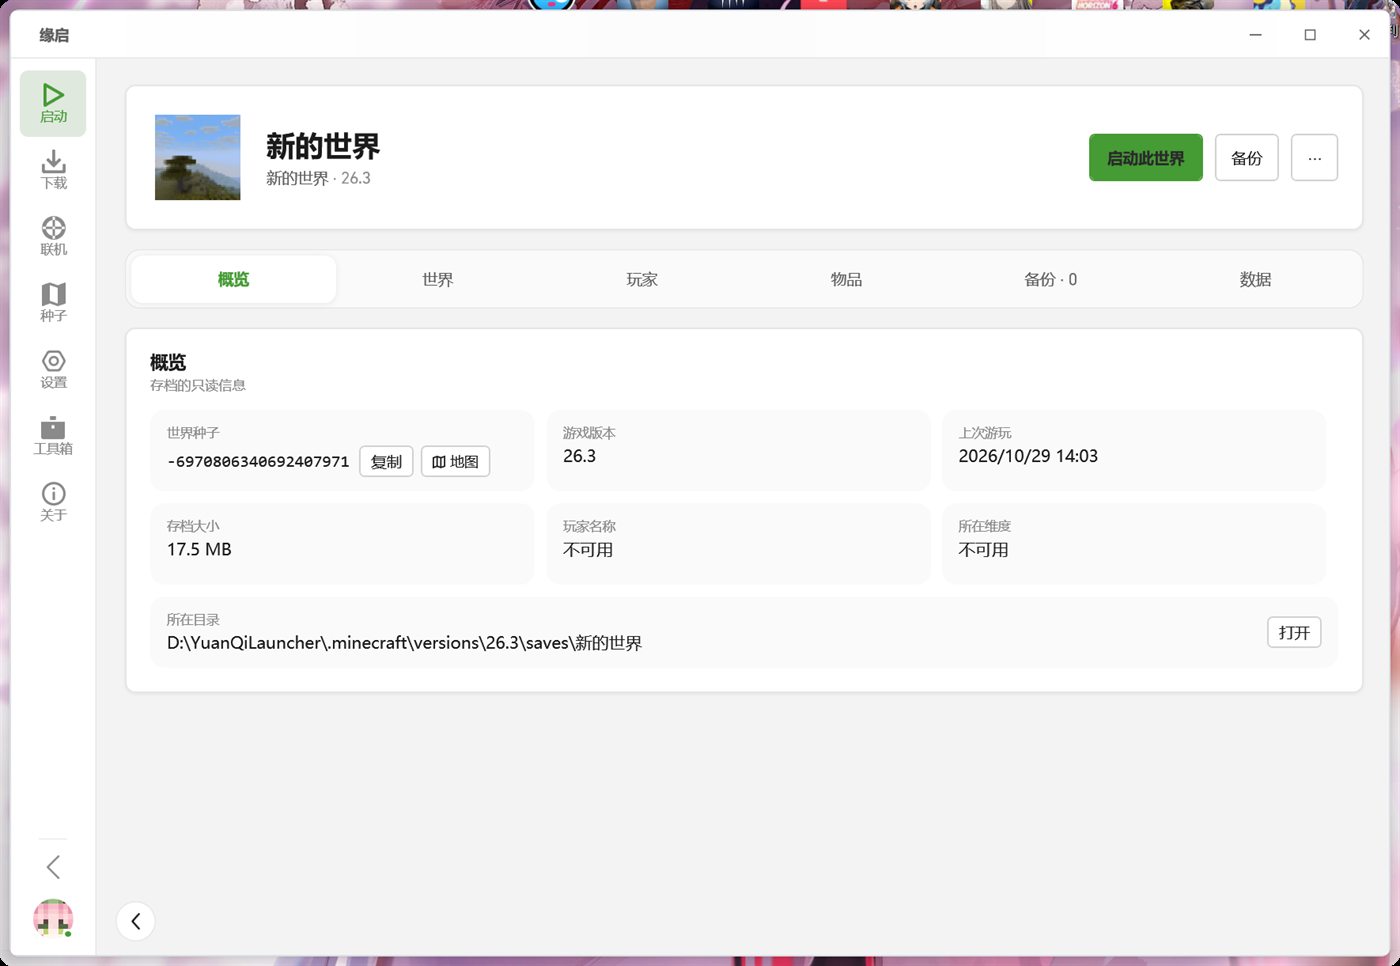 缘启
启动
下载
联机
种子
设置
工具箱
关于
新的世界
新的世界 · 26.3
启动此世界
备份
...
概览
世界
玩家
物品
备份 · 0
数据
概览
存档的只读信息
世界种子
-6970806340692407971
复制
地图
游戏版本
26.3
上次游玩
2026/10/29 14:03
存档大小
17.5 MB
玩家名称
不可用
所在维度
不可用
所在目录
D:\YuanQiLauncher\.minecraft\versions\26.3\saves\新的世界
打开